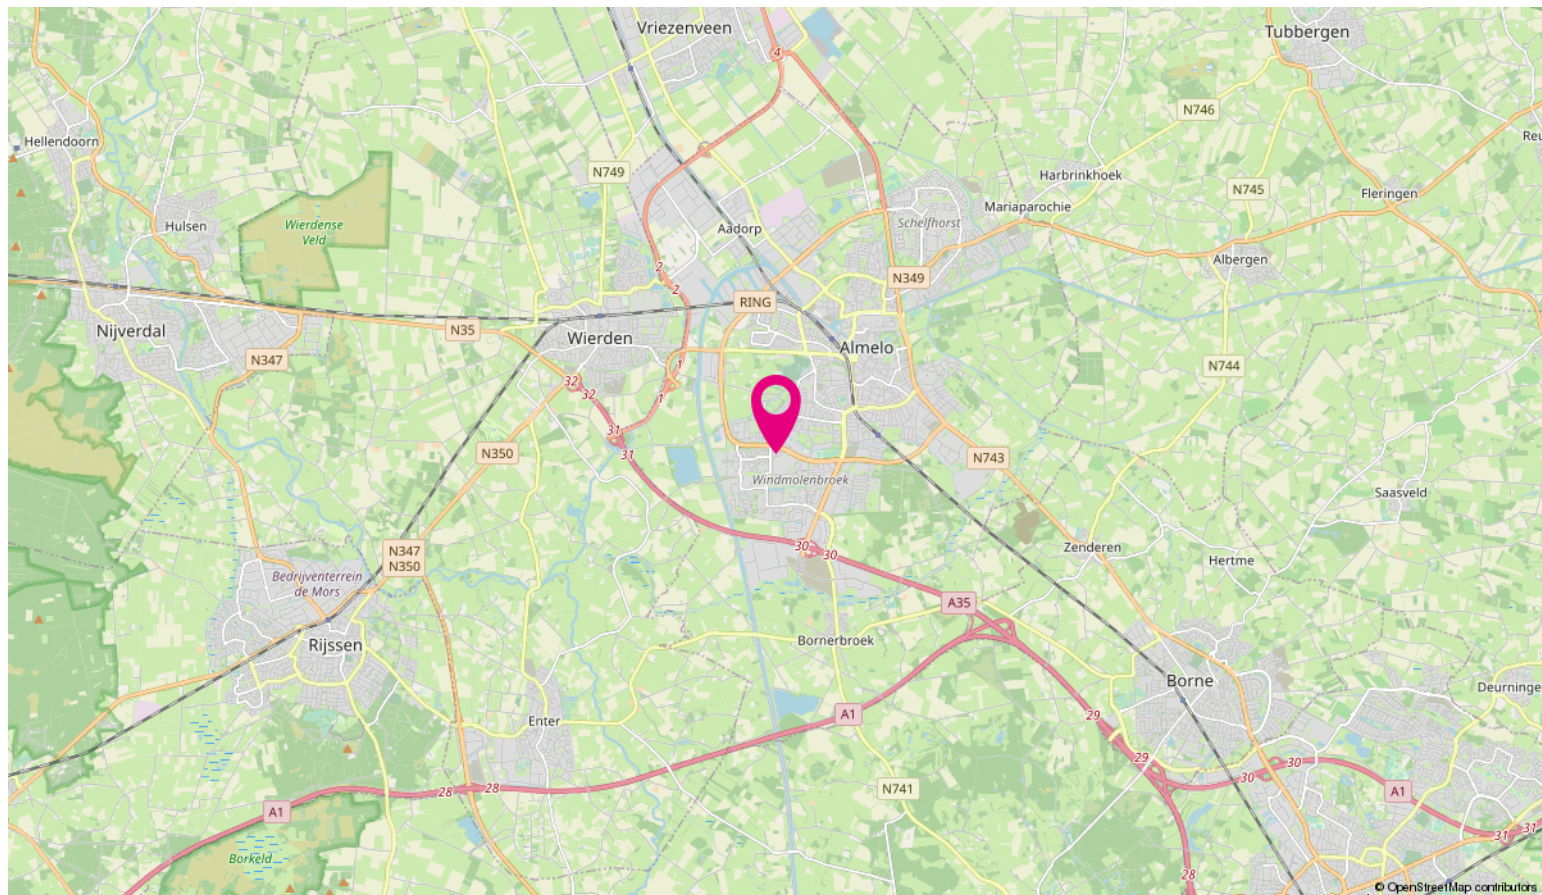 Vriezenveen
Tubbergen
4
N746
Hellendoorn
Reu
N749
Harbrinkhoek
N745
Fleringen
Mariaparochie
Hulsen
Wierdense
Veld
Aadorp
Schelfhorst
Albergen
2
2
N349
RING
Nijverdal
N35
Wierden
Almelo
N347
1
N744
32
32
1
31
31
N350
N743
Windmolenbroek
Saasveld
N347
N350
30
30
Zenderen
Hertme
Bedrijventerrein
de Mors
A35
Rijssen
Bornerbroek
Borne
Deurninge
Enter
A1
29
29
30
30
28
28
N741
A1
A1
31
31
Borkeld
28
© OpenStreetMap contributors